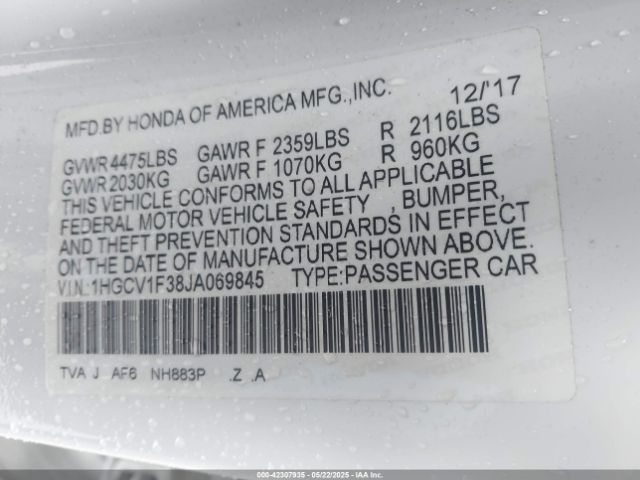 MFD.BY HONDA OF AMERICA MFG.,INC. 12/'17
GVWR 4475LBS GAWR F 2359LBS R 2116LBS
GVWR 2030KG GAWR F 1070KG R 960KG
THIS VEHICLE CONFORMS TO ALL APPLICABLE
FEDERAL MOTOR VEHICLE SAFETY , BUMPER,
AND THEFT PREVENTION STANDARDS IN EFFECT
ON THE DATE OF MANUFACTURE SHOWN ABOVE.
V.I.N.:1HGCV1F38JA069845 TYPE:PASSENGER CAR
TVA J AF6 NH883P .Z .A
000-42307935 - 05/22/2025 - IAA, Inc.